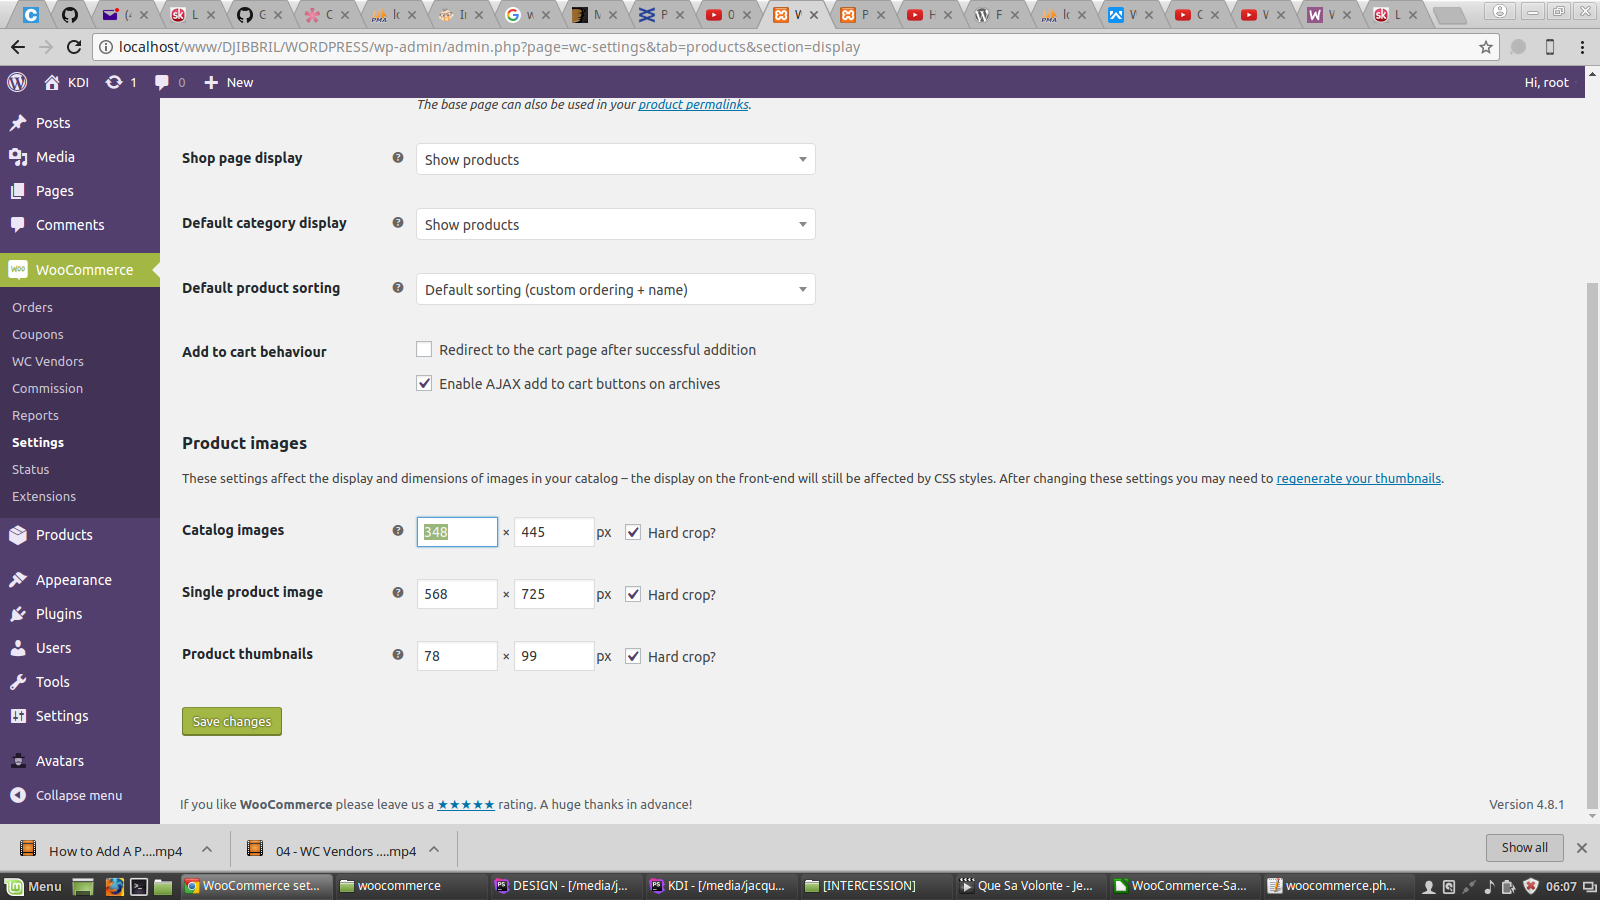 (4
L
G
C
lo
In
w
M
P
0
W
P
H
F
lo
W
C
W
W
L
localhost/www/DJIBBRIL/WORDPRESS/wp-admin/admin.php?page=wc-settings&tab=products&section=display
KDI
1
0
New
Hi, root
The base page can also be used in your product permalinks.
Posts
Media
Pages
Comments
WooCommerce
Orders
Coupons
WC Vendors
Commission
Reports
Settings
Status
Extensions
Products
Appearance
Plugins
Users
Tools
Settings
Avatars
Collapse menu
Shop page display
Show products
Default category display
Show products
Default product sorting
Default sorting (custom ordering + name)
Add to cart behaviour
Redirect to the cart page after successful addition
Enable AJAX add to cart buttons on archives
Product images
These settings affect the display and dimensions of images in your catalog – the display on the front-end will still be affected by CSS styles. After changing these settings you may need to regenerate your thumbnails.
Catalog images
348 × 445 px Hard crop?
Single product image
568 × 725 px Hard crop?
Product thumbnails
78 × 99 px Hard crop?
Save changes
If you like WooCommerce please leave us a ★★★★★ rating. A huge thanks in advance!
Version 4.8.1
How to Add A P....mp4
04 - WC Vendors ....mp4
Show all
Menu
WooCommerce set...
woocommerce
DESIGN - [/media/j...
KDI - [/media/jacqu...
[INTERCESSION]
Que Sa Volonte - Je...
WooCommerce-Sa...
woocommerce.ph...
06:07